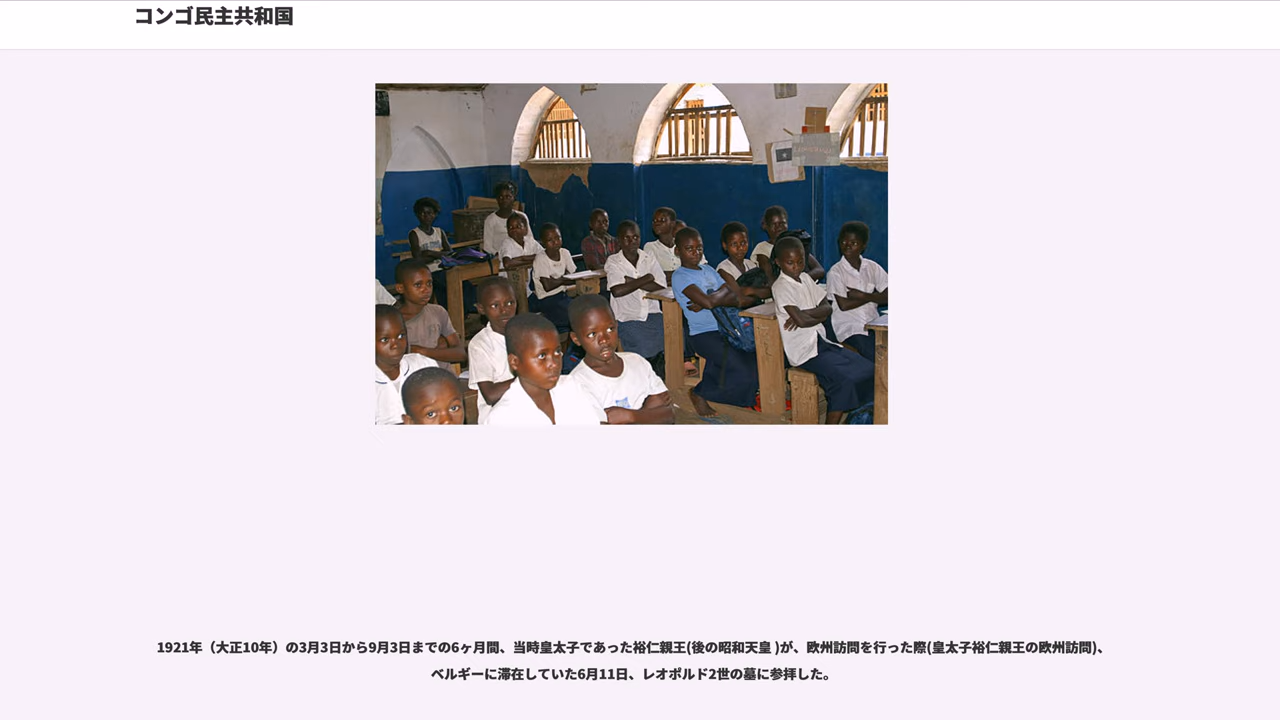 コンゴ民主共和国
1921年（大正10年）の3月3日から9月3日までの6ヶ月間、当時皇太子であった裕仁親王(後の昭和天皇 )が、欧州訪問を行った際(皇太子裕仁親王の欧州訪問)、
ベルギーに滞在していた6月11日、レオポルド2世の墓に参拝した。